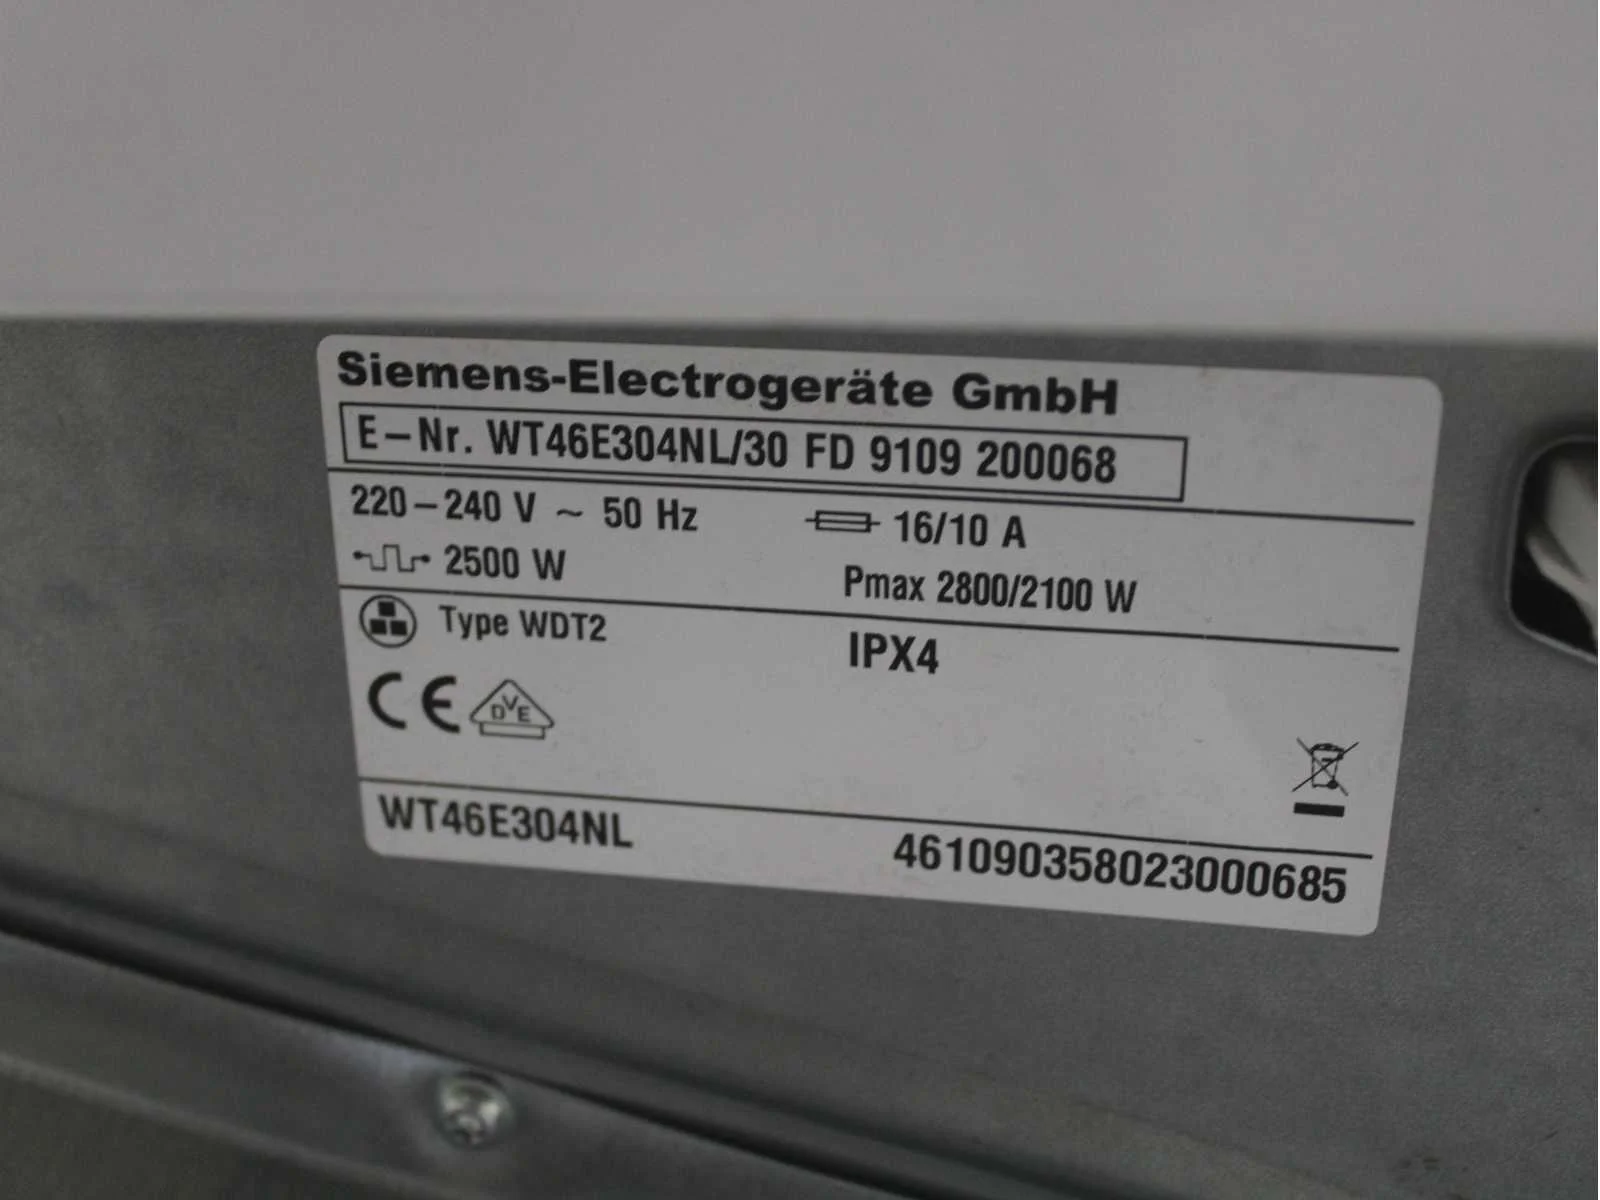 Siemens-Electrogeräte GmbH
E-Nr. WT46E304NL/30 FD 9109 200068
220-240 V ~ 50 Hz 16/10 A
2500 W Pmax 2800/2100 W
Type WDT2 IPX4
CE DVE
WT46E304NL 461090358023000685